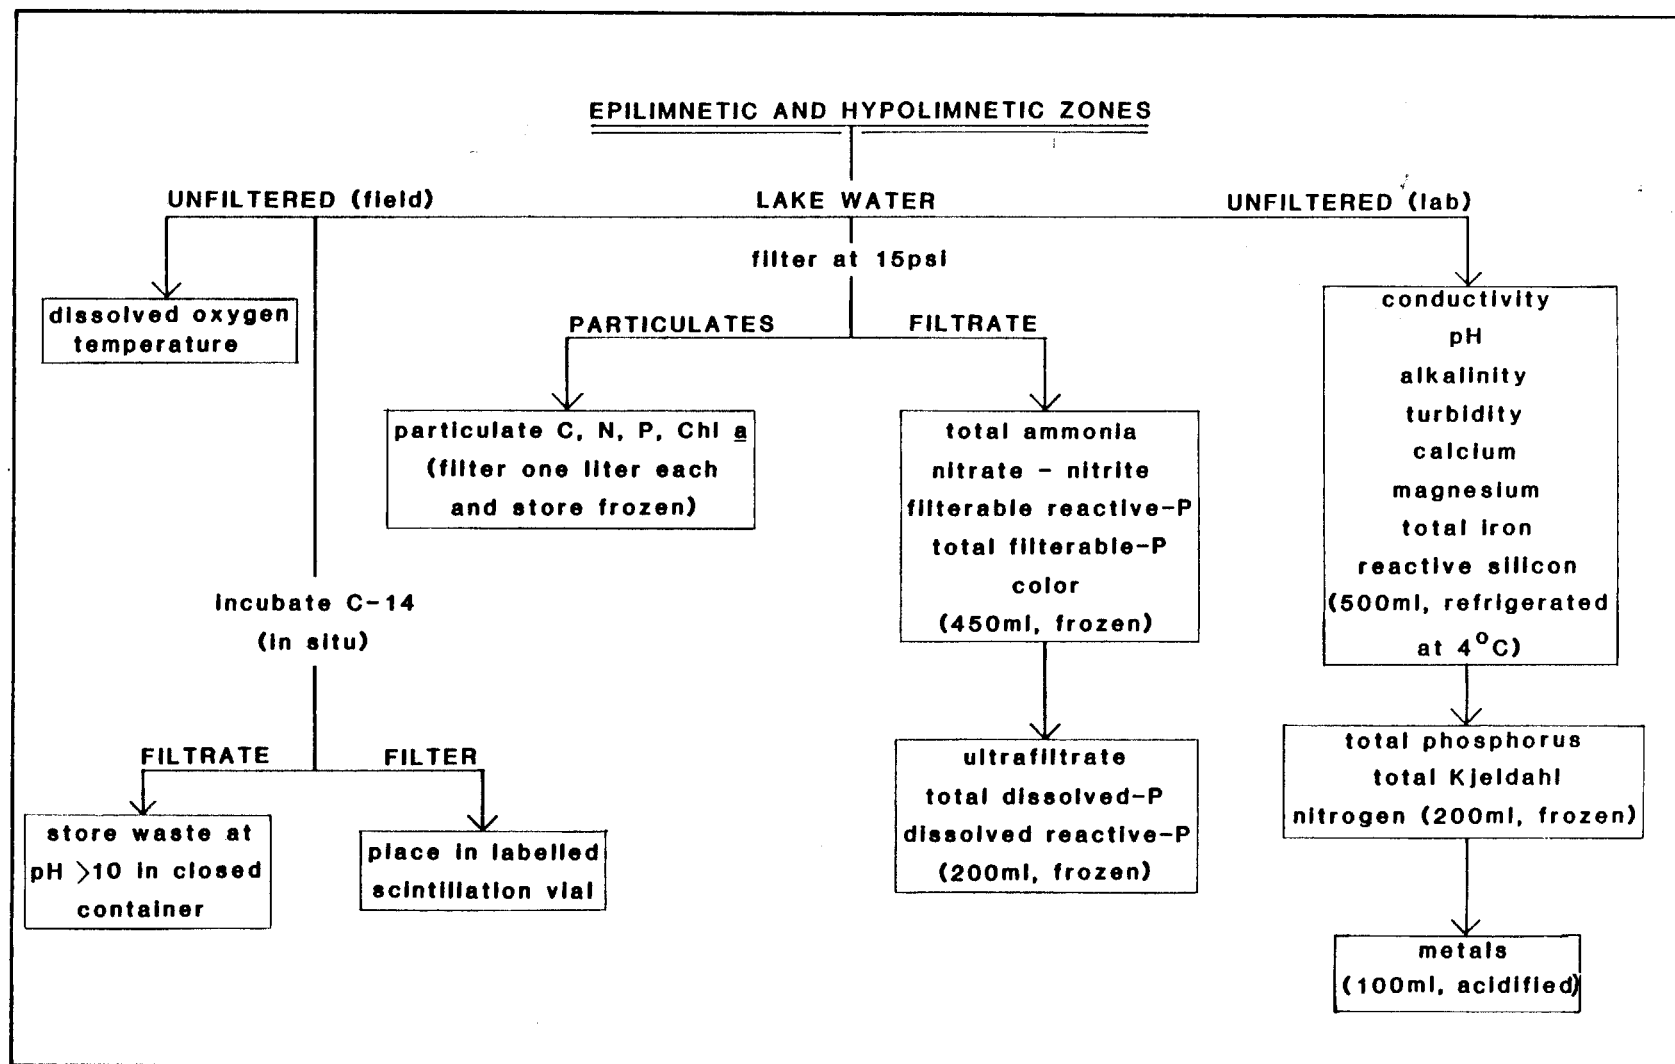 EPILIMNETIC AND HYPOLIMNETIC ZONES
UNFILTERED (field)
LAKE WATER
UNFILTERED (lab)
filter at 15psi
dissolved oxygen
temperature
PARTICULATES
FILTRATE
particulate C, N, P, Chl a
(filter one liter each
and store frozen)
total ammonia
nitrate - nitrite
filterable reactive-P
total filterable-P
color
(450ml, frozen)
conductivity
pH
alkalinity
turbidity
calcium
magnesium
total iron
reactive silicon
(500ml, refrigerated
at 4°C)
incubate C-14
(in situ)
FILTRATE
FILTER
store waste at
pH >10 in closed
container
place in labelled
scintillation vial
ultrafiltrate
total dissolved-P
dissolved reactive-P
(200ml, frozen)
total phosphorus
total Kjeldahl
nitrogen (200ml, frozen)
metals
(100ml, acidified)